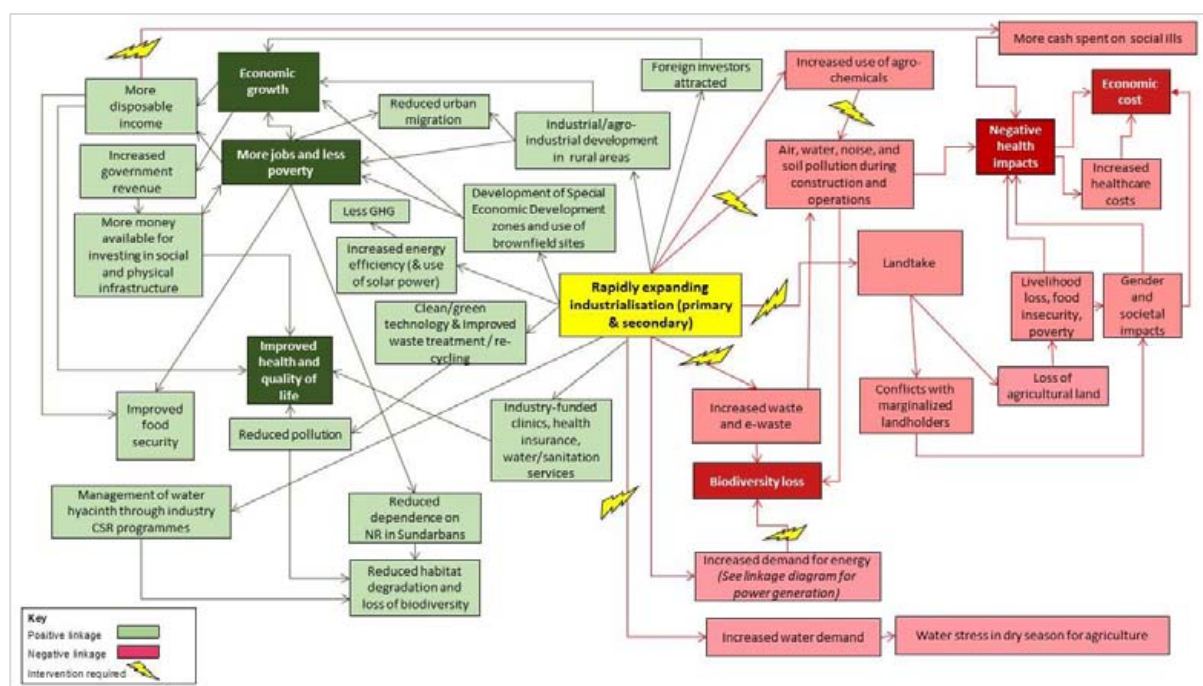 More cash spent on social ills
Economic
growth
Foreign investors
attracted
Increased use of agro-
chemicals
More
disposable
income
Reduced urban
migration
Economic
cost
Industrial/agro-
industrial development
in rural areas
Negative
health
impacts
More jobs and less
poverty
Air, water, noise, and
soil pollution during
construction and
operations
Increased
government
revenue
Increased
healthcare
costs
Development of Special
Economic Development
zones and use of
brownfield sites
Less GHG
More money
available for
investing in social
and physical
infrastructure
Increased energy
efficiency (& use
of solar power)
Landtake
Rapidly expanding
industrialisation (primary
& secondary)
Livelihood
loss, food
insecurity,
poverty
Gender and
societal
impacts
Clean/green
technology & improved
waste treatment / re-
cycling
Improved
health and
quality of
life
Loss of
agricultural land
Conflicts with
marginalized
landholders
Improved
food
security
Reduced pollution
Industry-funded
clinics, health
insurance,
water/sanitation
services
Increased waste
and e-waste
Biodiversity loss
Management of water
hyacinth through industry
CSR programmes
Reduced
dependence on
NR in Sundarbans
Increased demand for energy
(See linkage diagram for
power generation)
Reduced habitat
degradation and
loss of biodiversity
Key
Positive linkage
Negative linkage
Intervention required
Increased water demand
Water stress in dry season for agriculture